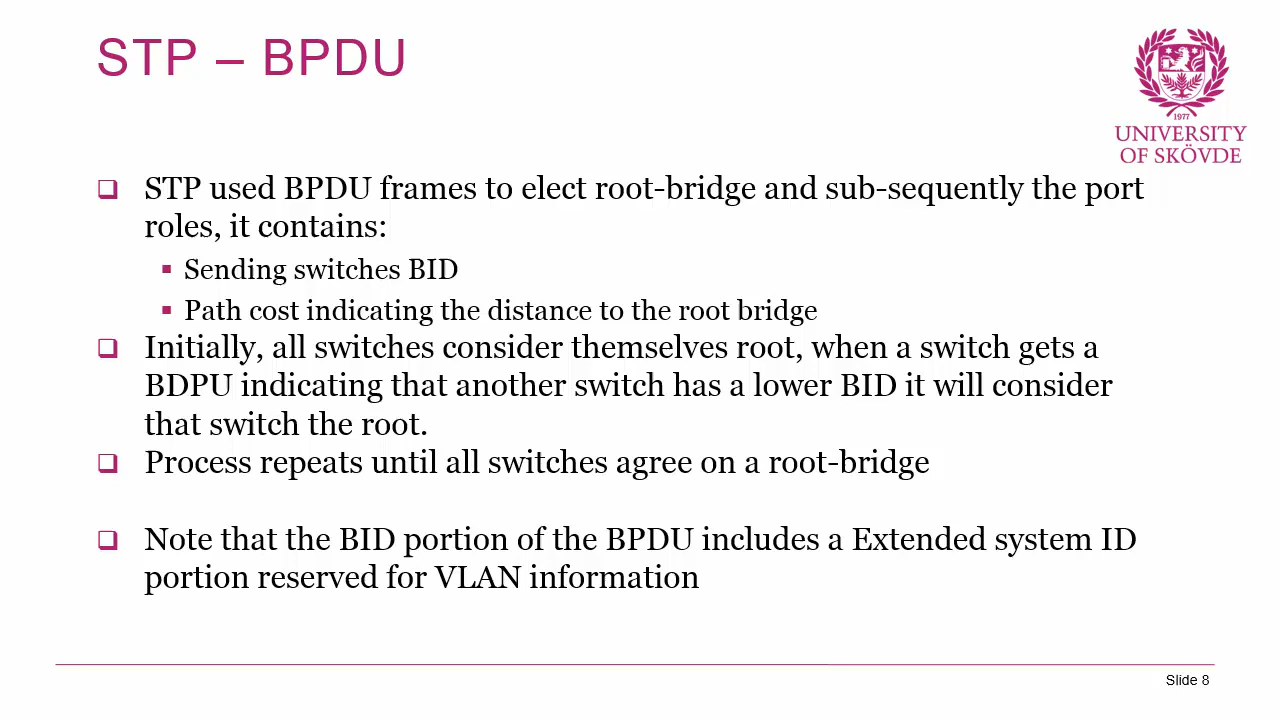 STP – BPDU
1977
UNIVERSITY
OF SKÖVDE
STP used BPDU frames to elect root-bridge and sub-sequently the port
roles, it contains:
Sending switches BID
Path cost indicating the distance to the root bridge
Initially, all switches consider themselves root, when a switch gets a
BDPU indicating that another switch has a lower BID it will consider
that switch the root.
Process repeats until all switches agree on a root-bridge
Note that the BID portion of the BPDU includes a Extended system ID
portion reserved for VLAN information
Slide 8